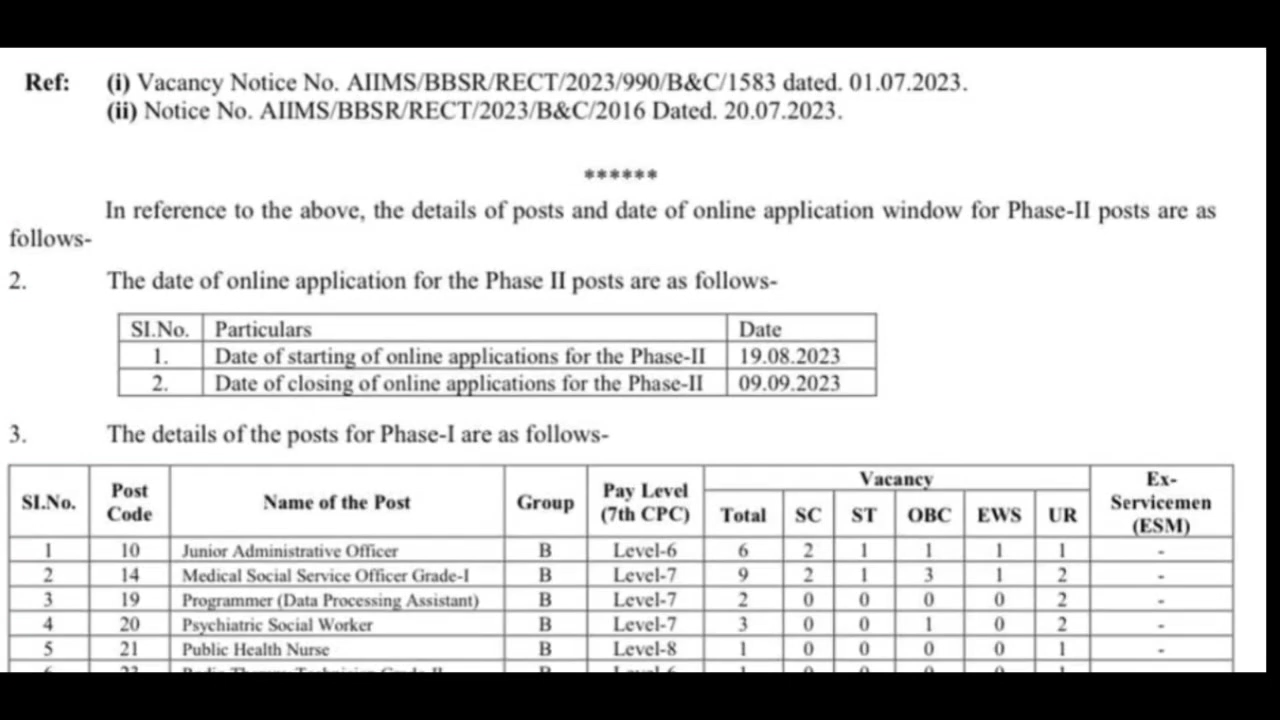 Ref: (i) Vacancy Notice No. AIIMS/BBSR/RECT/2023/990/B&C/1583 dated. 01.07.2023.
(ii) Notice No. AIIMS/BBSR/RECT/2023/B&C/2016 Dated. 20.07.2023.
******
In reference to the above, the details of posts and date of online application window for Phase-II posts are as
follows-
2. The date of online application for the Phase II posts are as follows-
SI.No. Particulars Date
1. Date of starting of online applications for the Phase-II 19.08.2023
2. Date of closing of online applications for the Phase-II 09.09.2023
3. The details of the posts for Phase-I are as follows-
SI.No. Post Code Name of the Post Group Pay Level (7th CPC) Vacancy Ex-Servicemen (ESM)
Total SC ST OBC EWS UR
1 10 Junior Administrative Officer B Level-6 6 2 1 1 1 1 -
2 14 Medical Social Service Officer Grade-I B Level-7 9 2 1 3 1 2 -
3 19 Programmer (Data Processing Assistant) B Level-7 2 0 0 0 0 2 -
4 20 Psychiatric Social Worker B Level-7 3 0 0 1 0 2 -
5 21 Public Health Nurse B Level-8 1 0 0 0 0 1 -